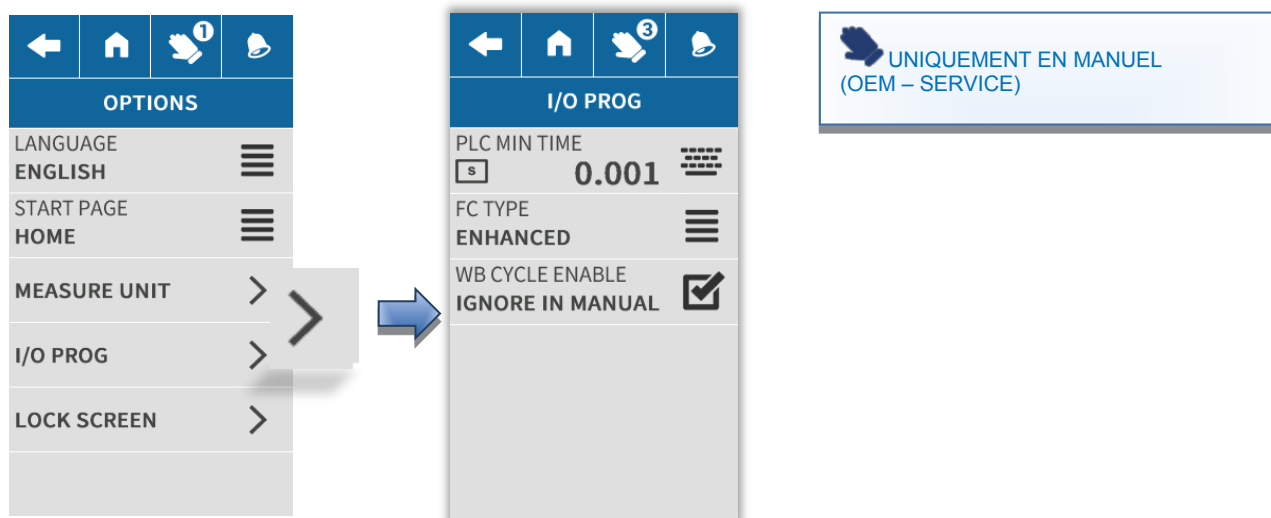 1
OPTIONS
LANGUAGE
ENGLISH
START PAGE
HOME
MEASURE UNIT
I/O PROG
LOCK SCREEN
3
I/O PROG
PLC MIN TIME
s
0.001
FC TYPE
ENHANCED
WB CYCLE ENABLE
IGNORE IN MANUAL
UNIQUEMENT EN MANUEL
(OEM – SERVICE)